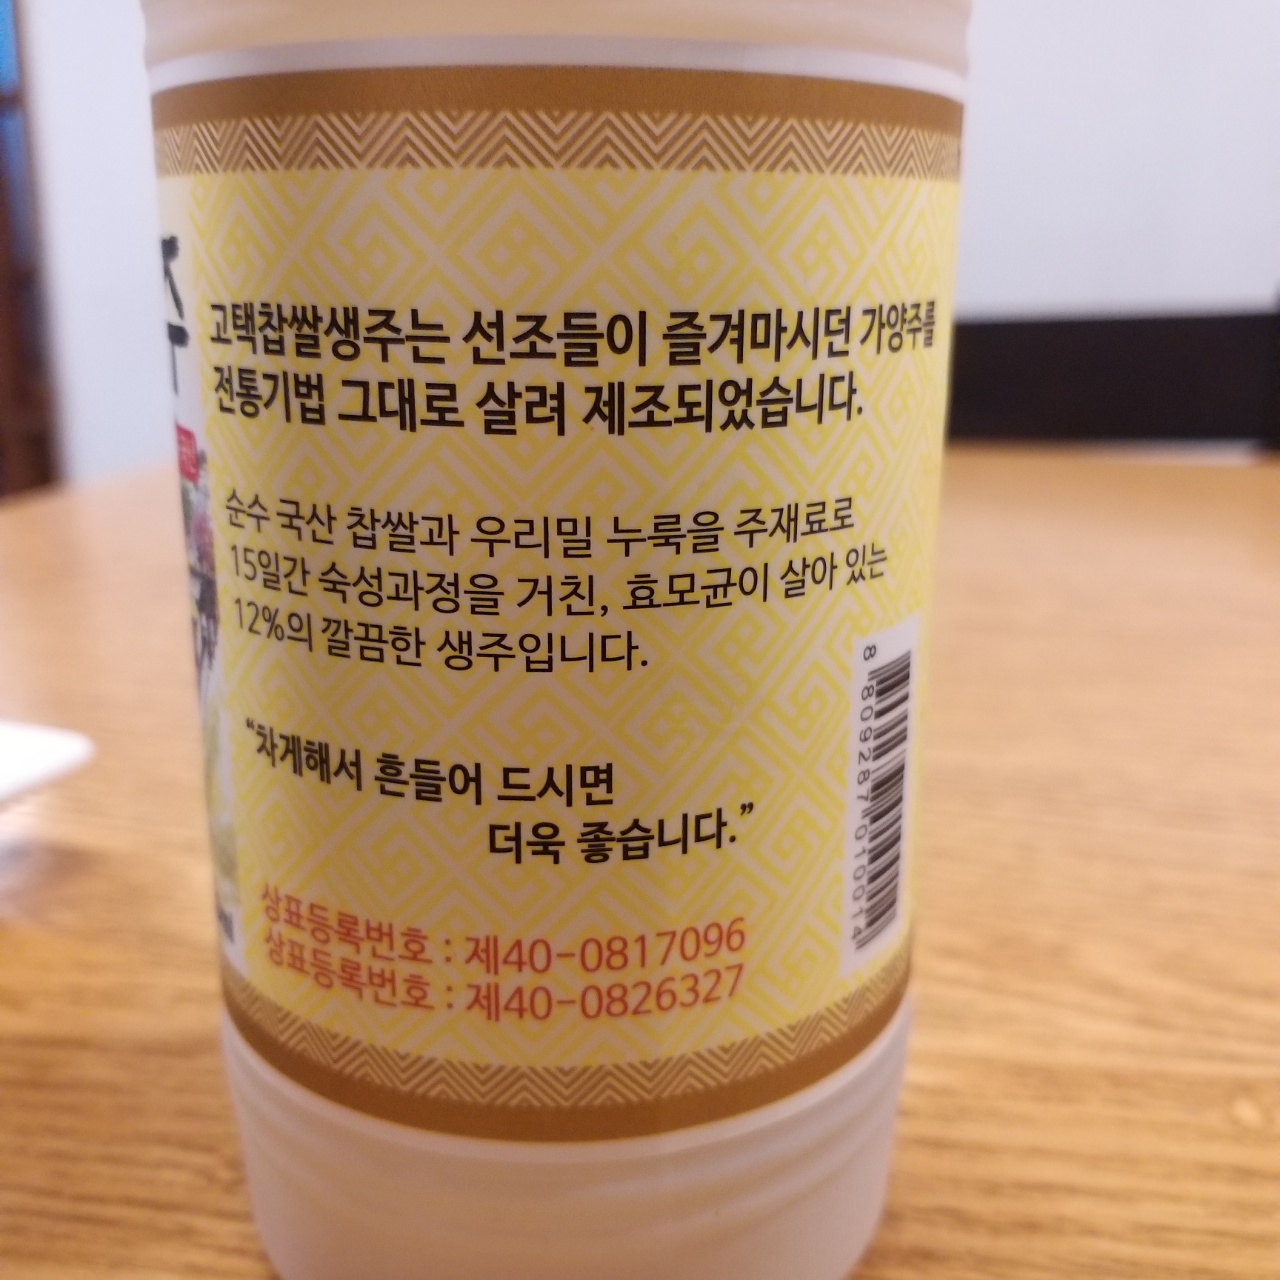 주
고택찹쌀생주는 선조들이 즐겨마시던 가양주를
전통기법 그대로 살려 제조되었습니다.
순수 국산 찹쌀과 우리밀 누룩을 주재료로
15일간 숙성과정을 거친, 효모균이 살아 있는
12%의 깔끔한 생주입니다.
“차게해서 흔들어 드시면
더욱 좋습니다.”
상표등록번호 : 제40-0817096
상표등록번호 : 제40-0826327
8 809287 010014